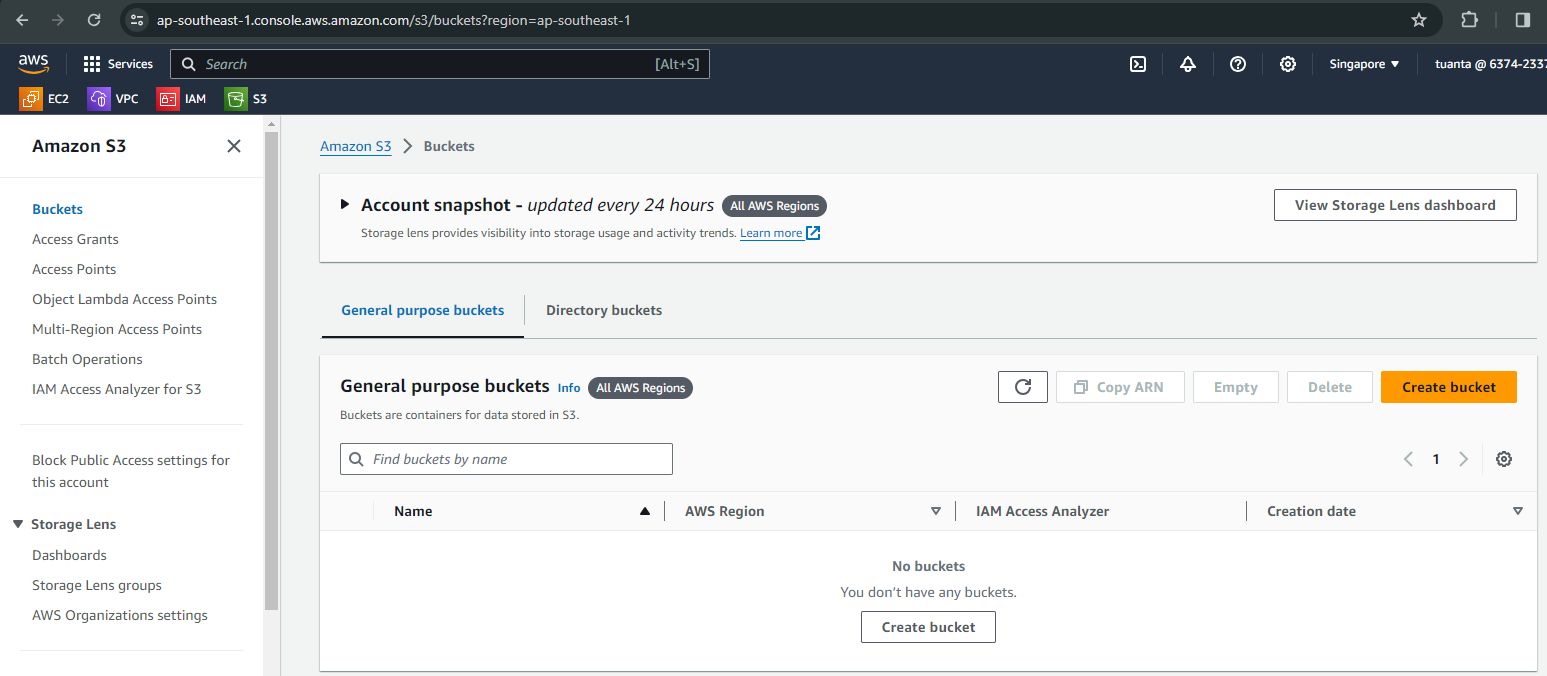 ap-southeast-1.console.aws.amazon.com/s3/buckets?region=ap-southeast-1
aws Services Search [Alt+S] Singapore tuanta @ 6374-2337
EC2 VPC IAM S3
Amazon S3
Buckets
Access Grants
Access Points
Object Lambda Access Points
Multi-Region Access Points
Batch Operations
IAM Access Analyzer for S3
Block Public Access settings for
this account
Storage Lens
Dashboards
Storage Lens groups
AWS Organizations settings
Amazon S3 > Buckets
Account snapshot - updated every 24 hours All AWS Regions View Storage Lens dashboard
Storage lens provides visibility into storage usage and activity trends. Learn more
General purpose buckets Directory buckets
General purpose buckets Info All AWS Regions Copy ARN Empty Delete Create bucket
Buckets are containers for data stored in S3.
Find buckets by name 1
Name AWS Region IAM Access Analyzer Creation date
No buckets
You don't have any buckets.
Create bucket